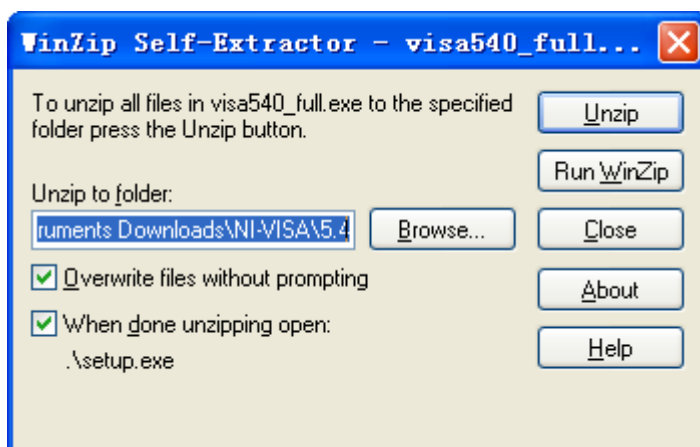 WinZip Self-Extractor - visa540_full...
To unzip all files in visa540_full.exe to the specified
folder press the Unzip button.
Unzip to folder:
ruments Downloads\NI-VISA\5.4
Browse...
Overwrite files without prompting
When done unzipping open:
.\setup.exe
Unzip
Run WinZip
Close
About
Help